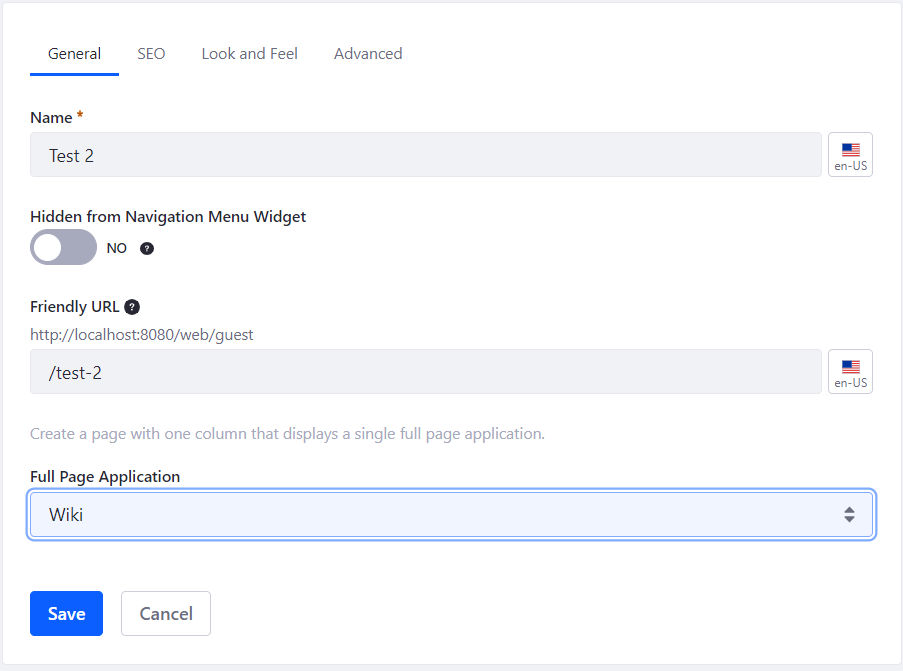 General SEO Look and Feel Advanced
Name *
Test 2
en-US
Hidden from Navigation Menu Widget
NO ?
Friendly URL ?
http://localhost:8080/web/guest
/test-2
en-US
Create a page with one column that displays a single full page application.
Full Page Application
Wiki
Save Cancel